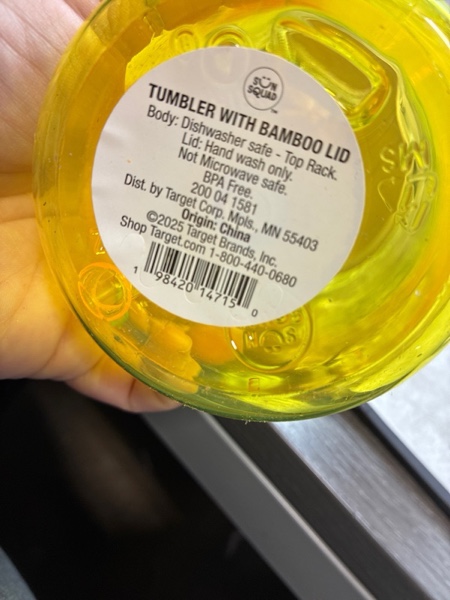 SUN
SQUAD
TM
TUMBLER WITH BAMBOO LID
Body: Dishwasher safe - Top Rack.
Lid: Hand wash only.
Not Microwave safe.
BPA Free.
200 04 1581
Dist. by Target Corp. Mpls., MN 55403
Origin: China
©2025 Target Brands, Inc.
Shop Target.com 1-800-440-0680
1 98420 14715 0